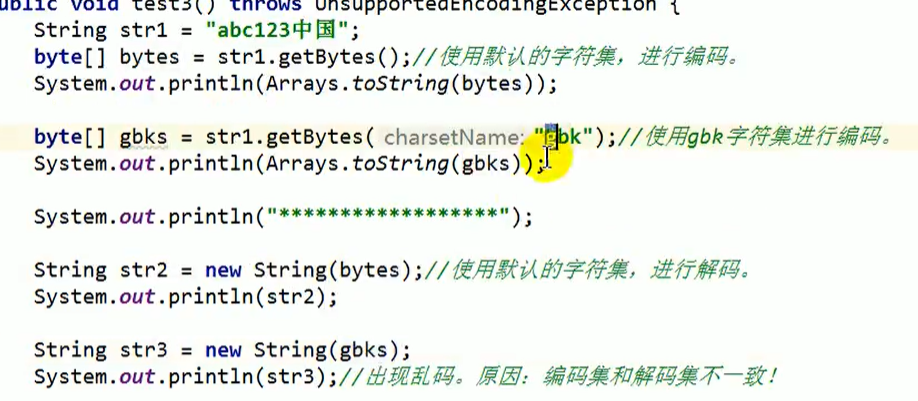 public void test3() throws UnsupportedEncodingException {
String str1 = "abc123中国";
byte[] bytes = str1.getBytes();//使用默认的字符集，进行编码。
System.out.println(Arrays.toString(bytes));
byte[] gbks = str1.getBytes( charsetName: "gbk");//使用gbk字符集进行编码。
System.out.println(Arrays.toString(gbks));
System.out.println("******************");
String str2 = new String(bytes);//使用默认的字符集，进行解码。
System.out.println(str2);
String str3 = new String(gbks);
System.out.println(str3);//出现乱码。原因：编码集和解码集不一致！